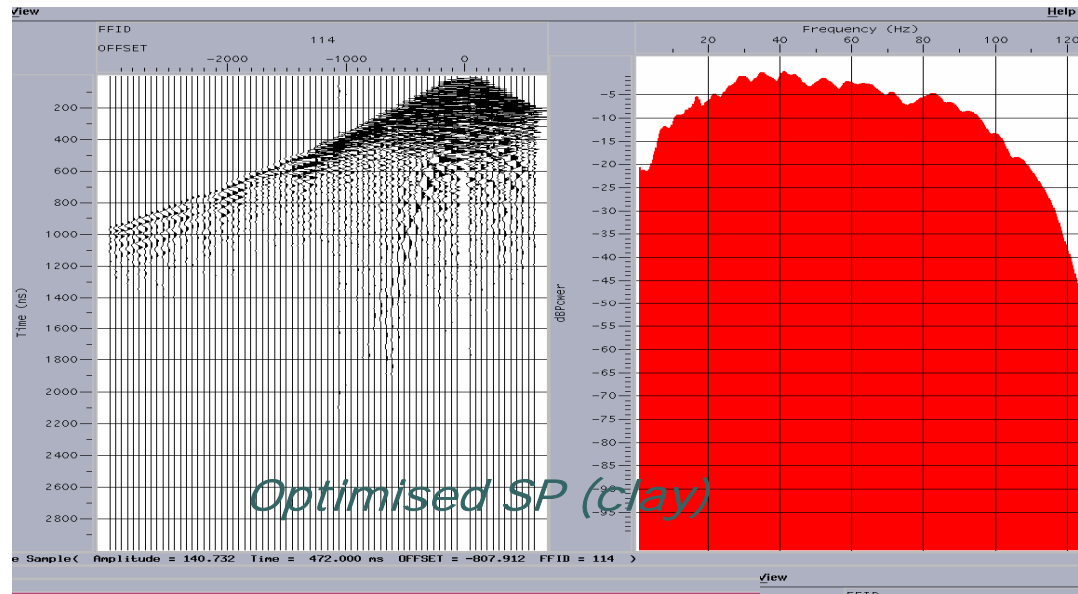 View Help
FFID 114
OFFSET
-2000 -1000 0
Time (ns)
200
400
600
800
1000
1200
1400
1600
1800
2000
2200
2400
2600
2800
Frequency (Hz)
20 40 60 80 100 120
dBPower
-5
-10
-15
-20
-25
-30
-35
-40
-45
-50
-55
-60
-65
-70
-75
-80
-85
-90
-95
Optimised SP (clay)
e Sample( Amplitude = 140.732 Time = 472.000 ms OFFSET = -807.912 FFID = 114 )
View
FFID